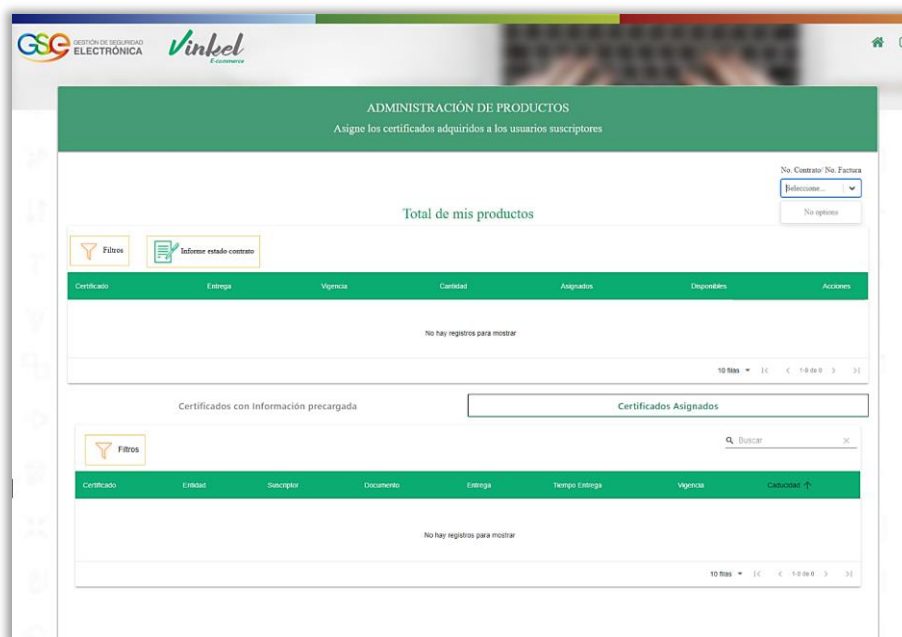 GSE GESTIÓN DE SEGURIDAD
ELECTRÓNICA
Vinkel
E-commerce
ADMINISTRACIÓN DE PRODUCTOS
Asigne los certificados adquiridos a los usuarios suscriptores
No. Contrato/ No. Factura
Seleccione...
No options
Total de mis productos
Filtros Informe estado contrato
Certificado Entrega Vigencia Cantidad Asignados Disponibles Acciones
No hay registros para mostrar
10 filas 1-0 de 0
Certificados con Información precargada Certificados Asignados
Filtros Buscar
Certificado Entidad Suscriptor Documento Entrega Tiempo Entrega Vigencia Caducidad
No hay registros para mostrar
10 filas 1-0 de 0